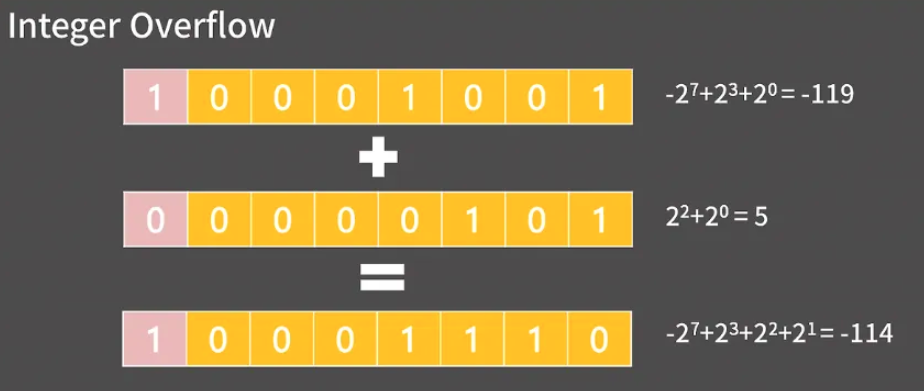 Integer Overflow
1 0 0 0 1 0 0 1 -2⁷+2³+2⁰= -119
+
0 0 0 0 0 1 0 1 2²+2⁰= 5
=
1 0 0 0 1 1 1 0 -2⁷+2³+2²+2¹= -114